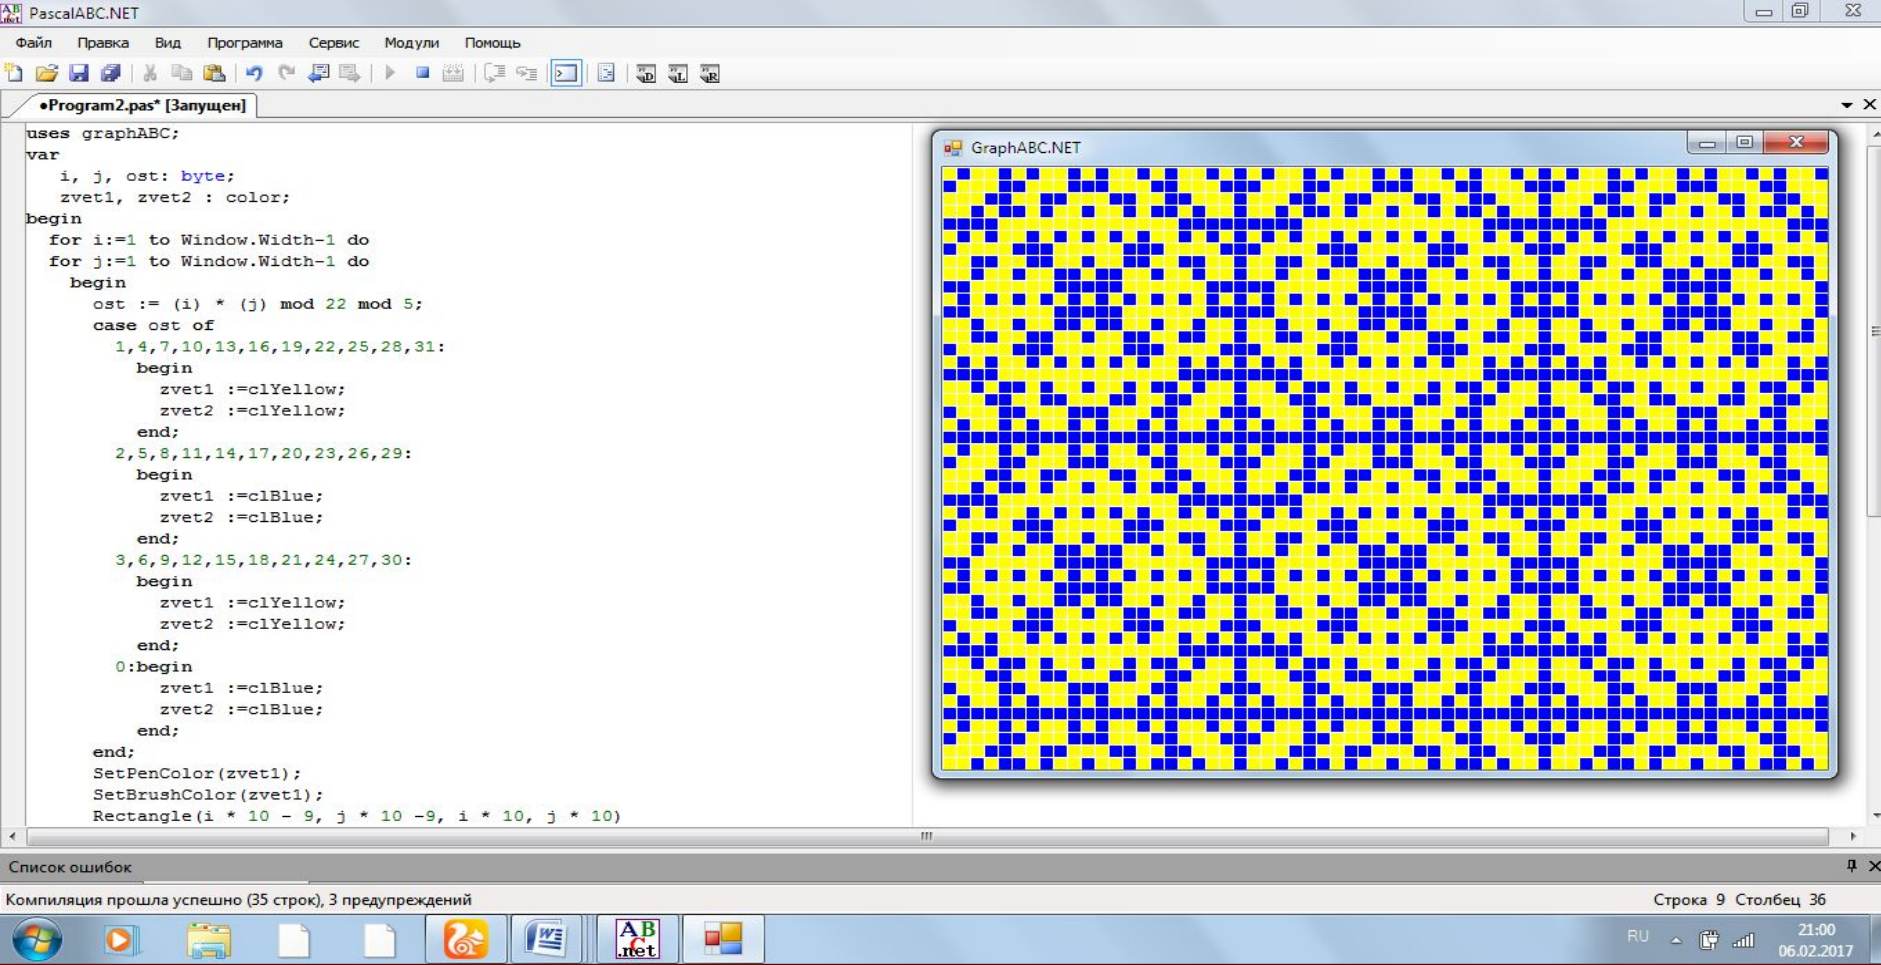 PascalABC.NET
Файл Правка Вид Программа Сервис Модули Помощь
•Program2.pas* [Запущен]
uses graphABC;
var
i, j, ost: byte;
zvet1, zvet2 : color;
begin
for i:=1 to Window.Width-1 do
for j:=1 to Window.Width-1 do
begin
ost := (i) * (j) mod 22 mod 5;
case ost of
1,4,7,10,13,16,19,22,25,28,31:
begin
zvet1 :=clYellow;
zvet2 :=clYellow;
end;
2,5,8,11,14,17,20,23,26,29:
begin
zvet1 :=clBlue;
zvet2 :=clBlue;
end;
3,6,9,12,15,18,21,24,27,30:
begin
zvet1 :=clYellow;
zvet2 :=clYellow;
end;
0:begin
zvet1 :=clBlue;
zvet2 :=clBlue;
end;
end;
SetPenColor(zvet1);
SetBrushColor(zvet1);
Rectangle(i * 10 - 9, j * 10 -9, i * 10, j * 10)
GraphABC.NET
Список ошибок
Компиляция прошла успешно (35 строк), 3 предупреждений
Строка 9 Столбец 36
ABC.net
RU
21:00
06.02.2017